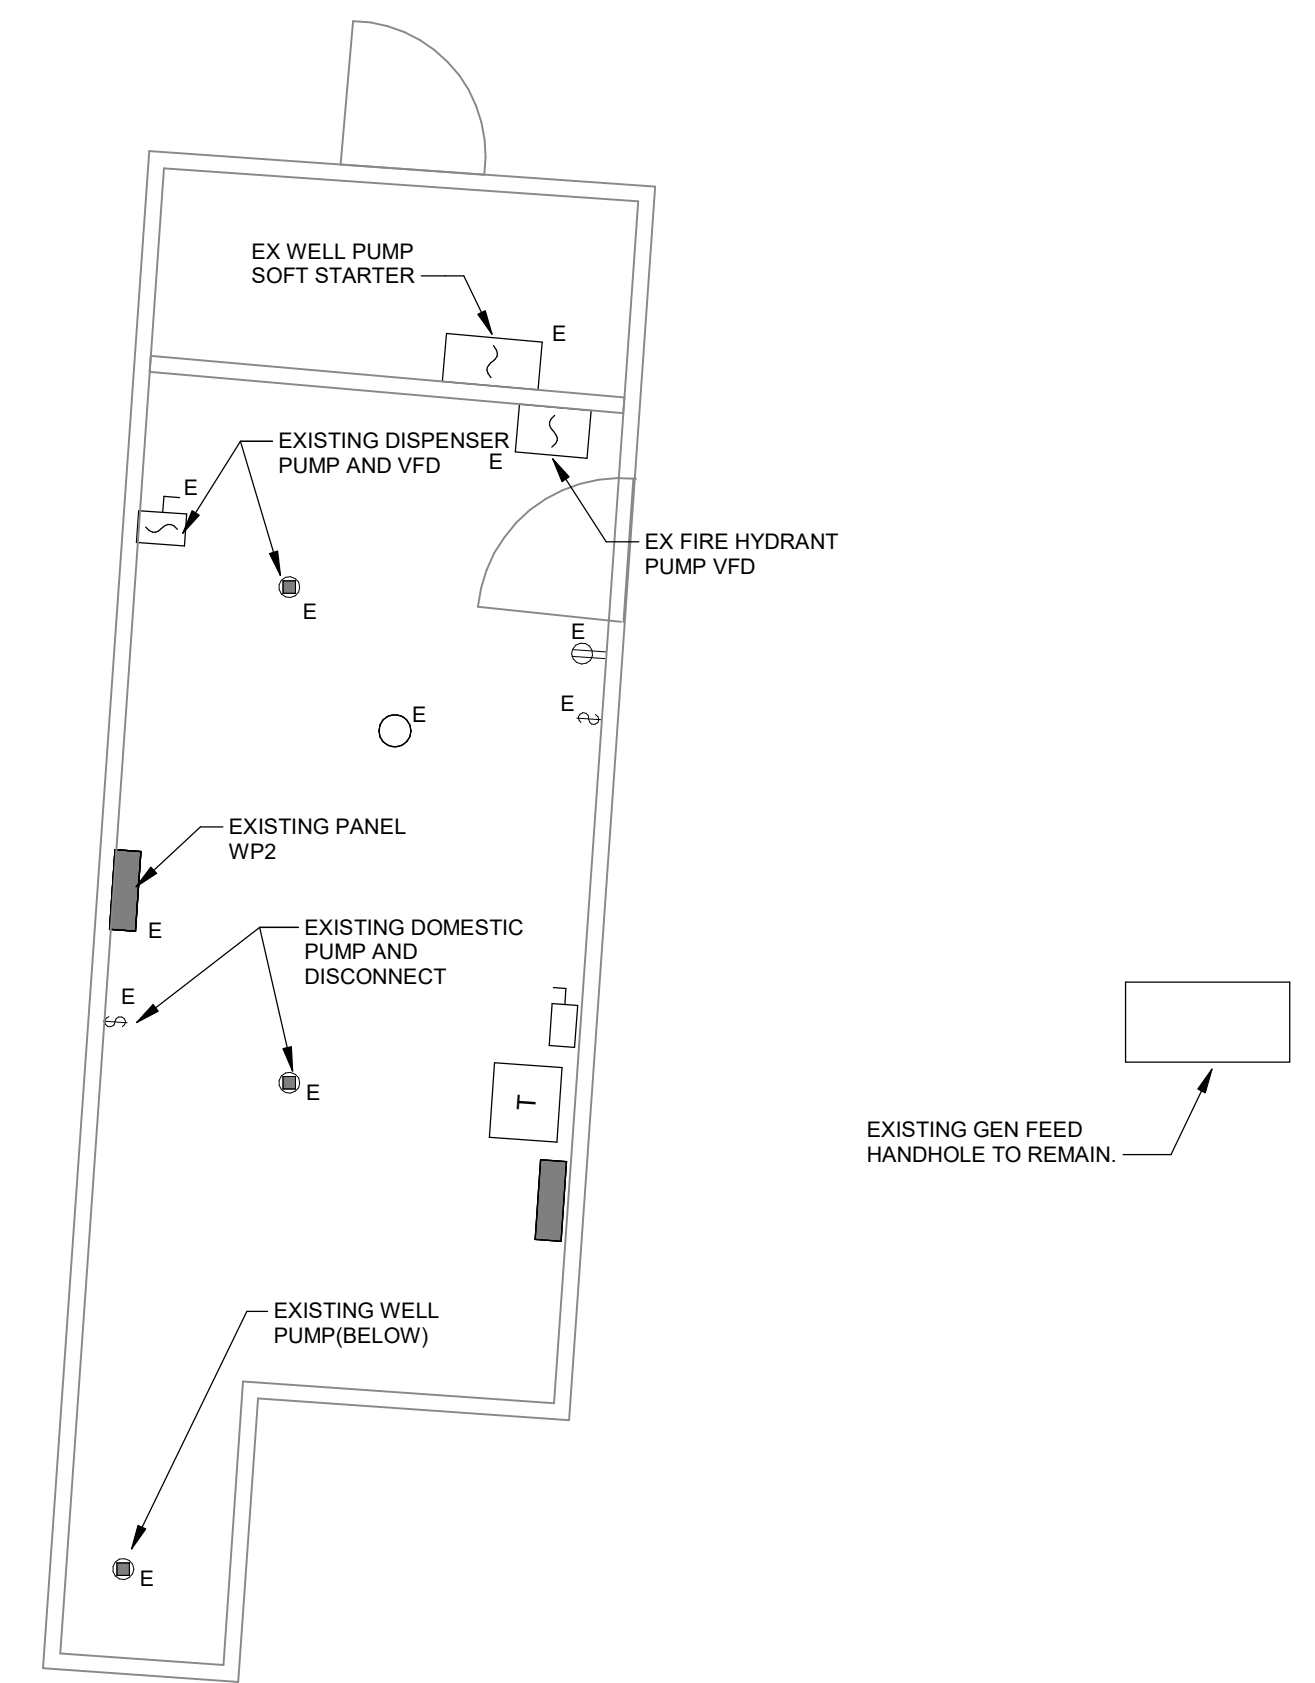 EX WELL PUMP
SOFT STARTER
E
EXISTING DISPENSER
PUMP AND VFD
E
E
E
EX FIRE HYDRANT
PUMP VFD
E
E
E
EXISTING PANEL
WP2
E
EXISTING DOMESTIC
PUMP AND
DISCONNECT
E
E
T
EXISTING GEN FEED
HANDHOLE TO REMAIN.
EXISTING WELL
PUMP(BELOW)
E